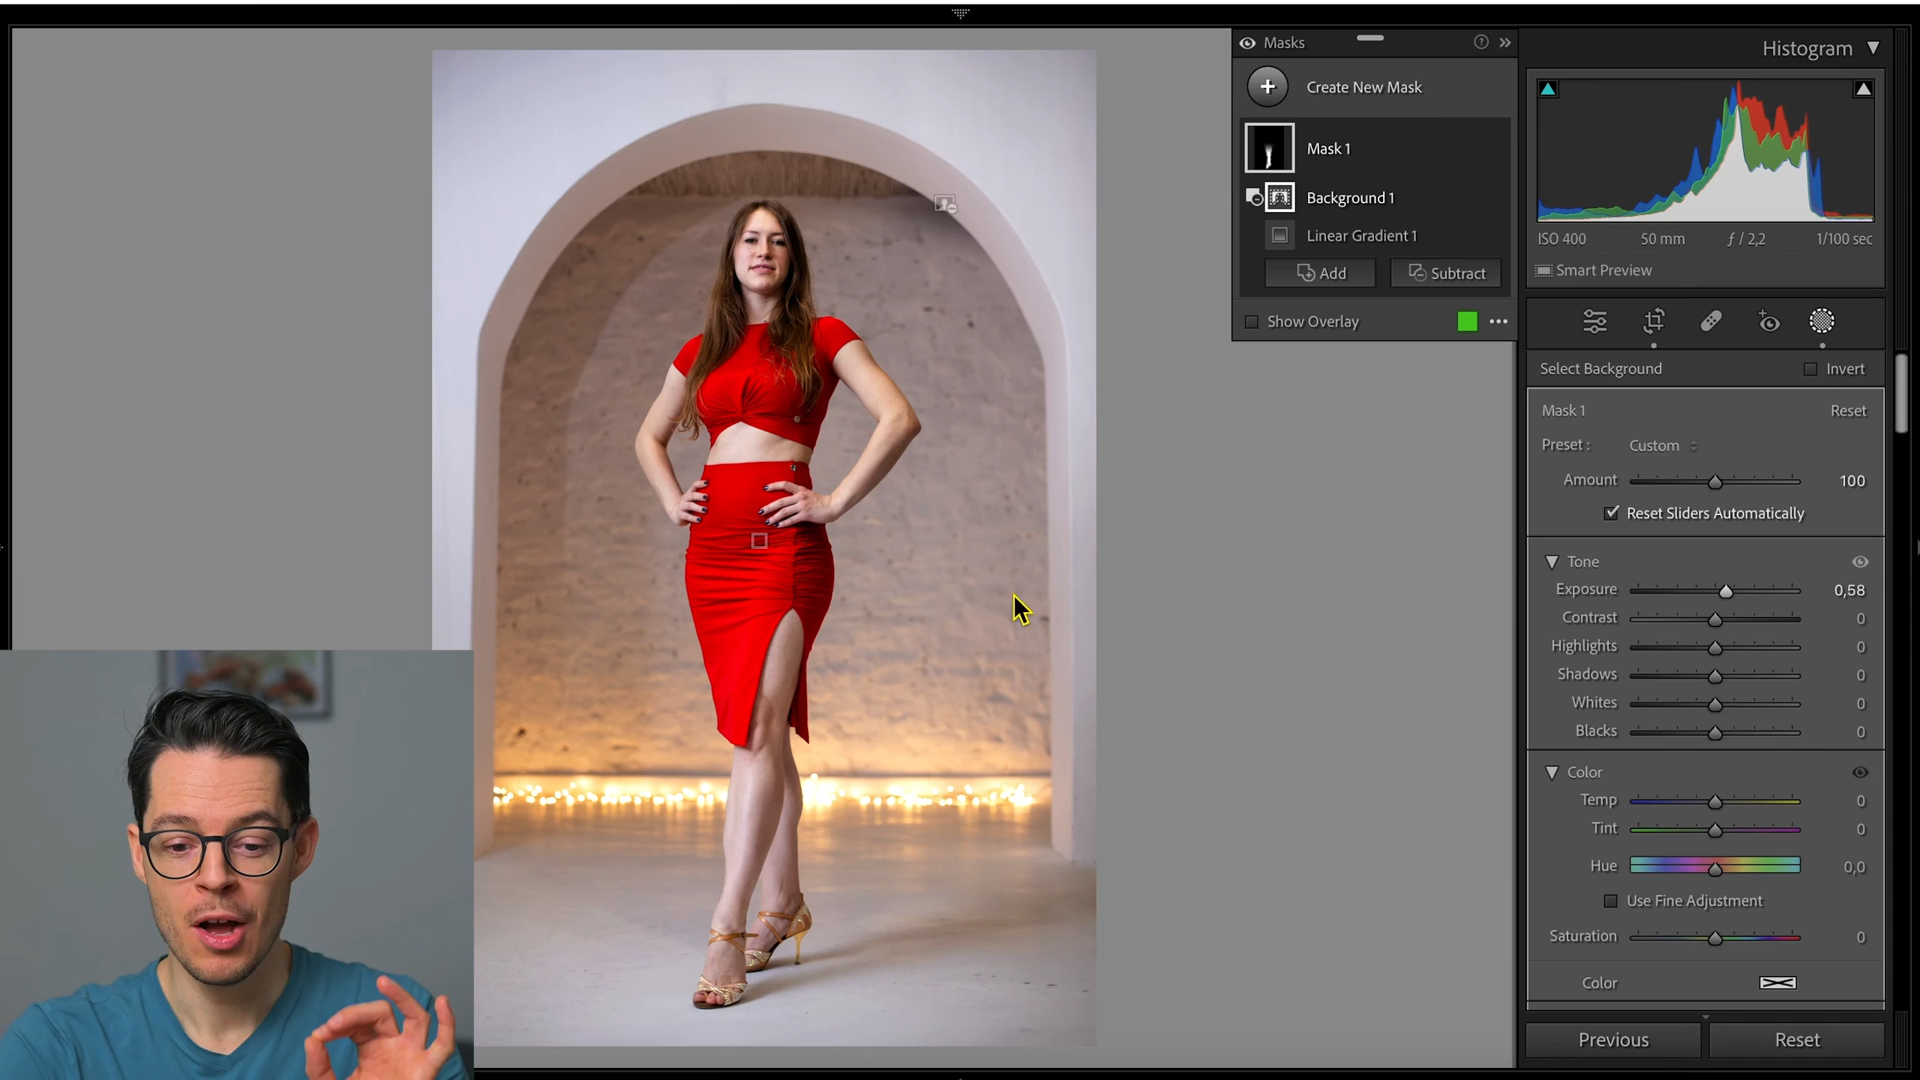 Masks
Create New Mask
Mask 1
Background 1
Linear Gradient 1
Add
Subtract
Show Overlay
Histogram
ISO 400
50 mm
ƒ / 2,2
1/100 sec
Smart Preview
Select Background
Invert
Mask 1
Reset
Preset :
Custom
Amount
100
Reset Sliders Automatically
Tone
Exposure
0,58
Contrast
0
Highlights
0
Shadows
0
Whites
0
Blacks
0
Color
Temp
0
Tint
0
Hue
0,0
Use Fine Adjustment
Saturation
0
Color
Previous
Reset